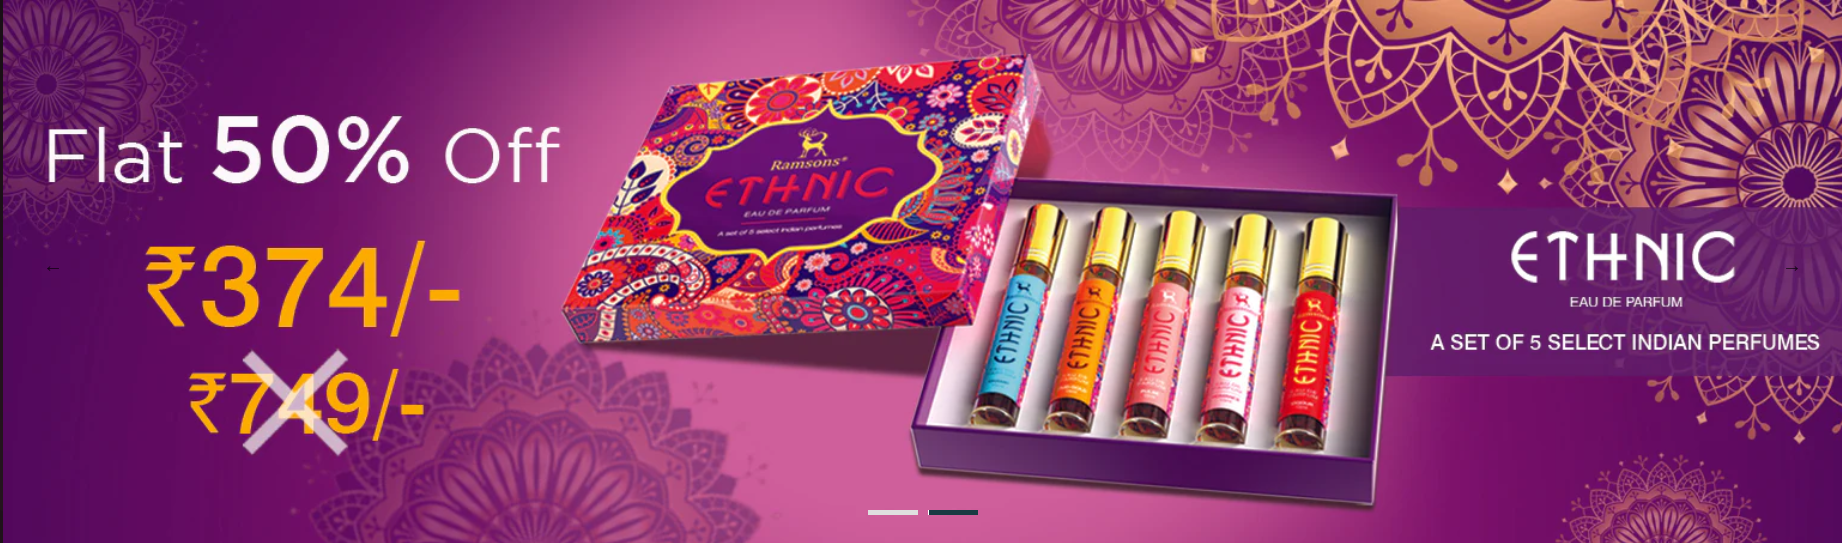 Flat 50% Off
₹374/-
₹749/-
Ramsons®
ETHNIC
EAU DE PARFUM
A set of 5 select Indian perfumes
ETHNIC
ETHNIC
ETHNIC
ETHNIC
ETHNIC
ETHNIC
EAU DE PARFUM
A SET OF 5 SELECT INDIAN PERFUMES